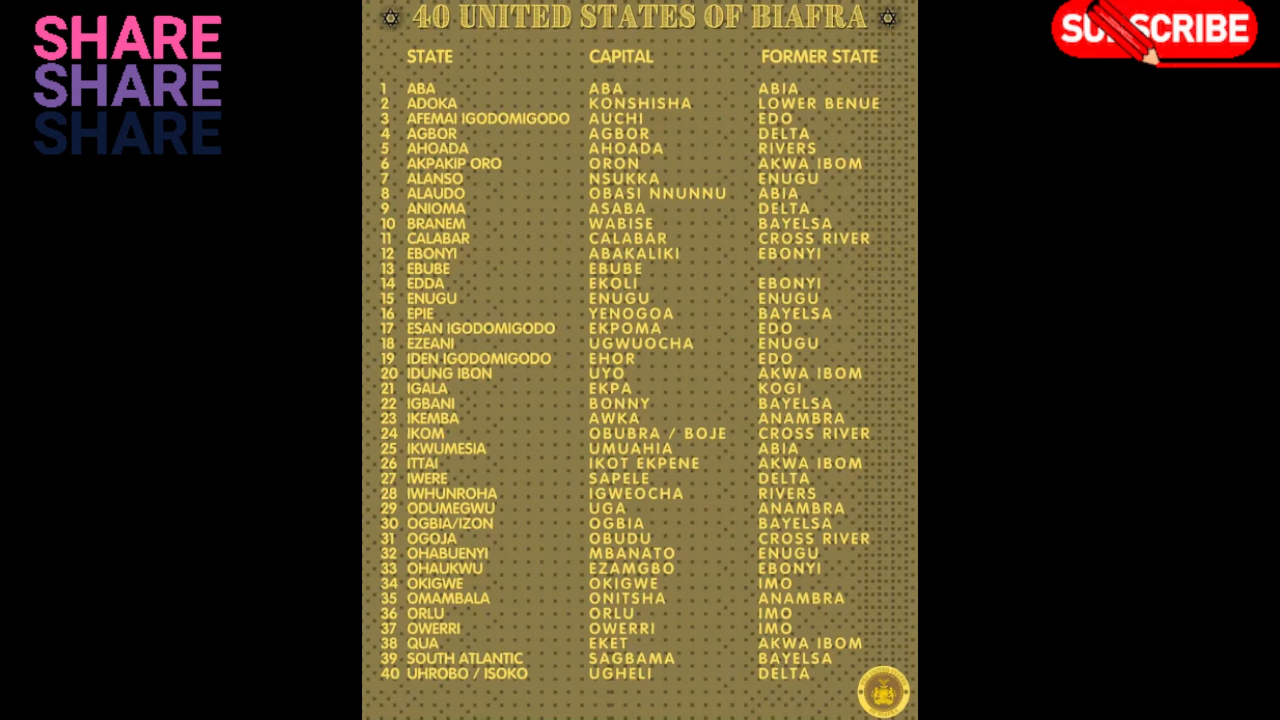 SHARE
SHARE
SHARE
SUBSCRIBE
40 UNITED STATES OF BIAFRA
STATE CAPITAL FORMER STATE
1 ABA ABA ABIA
2 ADOKA KONSHISHA LOWER BENUE
3 AFEMAI IGODOMIGODO AUCHI EDO
4 AGBOR AGBOR DELTA
5 AHOADA AHOADA RIVERS
6 AKPAKIP ORO ORON AKWA IBOM
7 ALANSO NSUKKA ENUGU
8 ALAUDO OBASI NNUNNU ABIA
9 ANIOMA ASABA DELTA
10 BRANEM WABISE BAYELSA
11 CALABAR CALABAR CROSS RIVER
12 EBONYI ABAKALIKI EBONYI
13 EBUBE EBUBE
14 EDDA EKOLI EBONYI
15 ENUGU ENUGU ENUGU
16 EPIE YENOGOA BAYELSA
17 ESAN IGODOMIGODO EKPOMA EDO
18 EZEANI UGWUOCHA ENUGU
19 IDEN IGODOMIGODO EHOR EDO
20 IDUNG IBON UYO AKWA IBOM
21 IGALA EKPA KOGI
22 IGBANI BONNY BAYELSA
23 IKEMBA AWKA ANAMBRA
24 IKOM OBUBRA / BOJE CROSS RIVER
25 IKWUMESIA UMUAHIA ABIA
26 ITTAI IKOT EKPENE AKWA IBOM
27 IWERE SAPELE DELTA
28 IWHUNROHA IGWEOCHA RIVERS
29 ODUMEGWU UGA ANAMBRA
30 OGBIA/IZON OGBIA BAYELSA
31 OGOJA OBUDU CROSS RIVER
32 OHABUENYI MBANATO ENUGU
33 OHAUKWU EZAMGBO EBONYI
34 OKIGWE OKIGWE IMO
35 OMAMBALA ONITSHA ANAMBRA
36 ORLU ORLU IMO
37 OWERRI OWERRI IMO
38 QUA EKET AKWA IBOM
39 SOUTH ATLANTIC SAGBAMA BAYELSA
40 UHROBO / ISOKO UGHELI DELTA